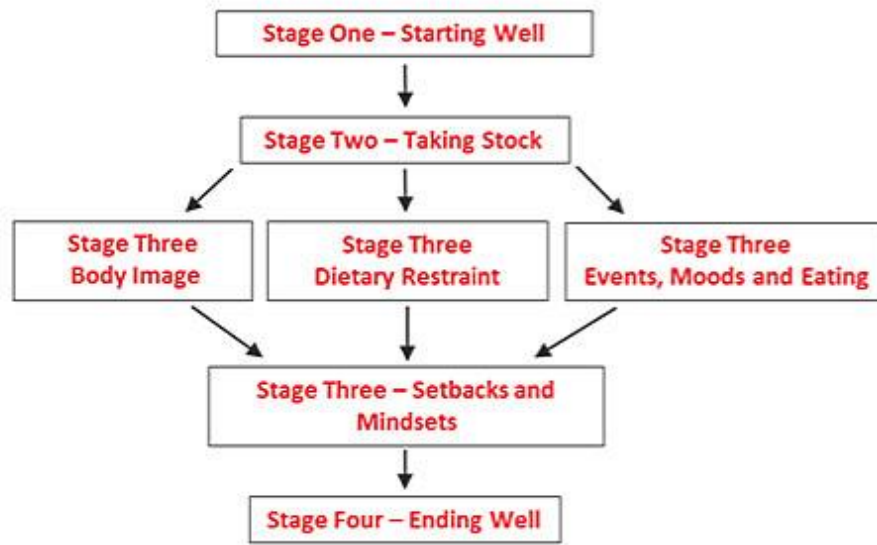 Stage One – Starting Well
Stage Two – Taking Stock
Stage Three
Body Image
Stage Three
Dietary Restraint
Stage Three
Events, Moods and Eating
Stage Three – Setbacks and
Mindsets
Stage Four – Ending Well